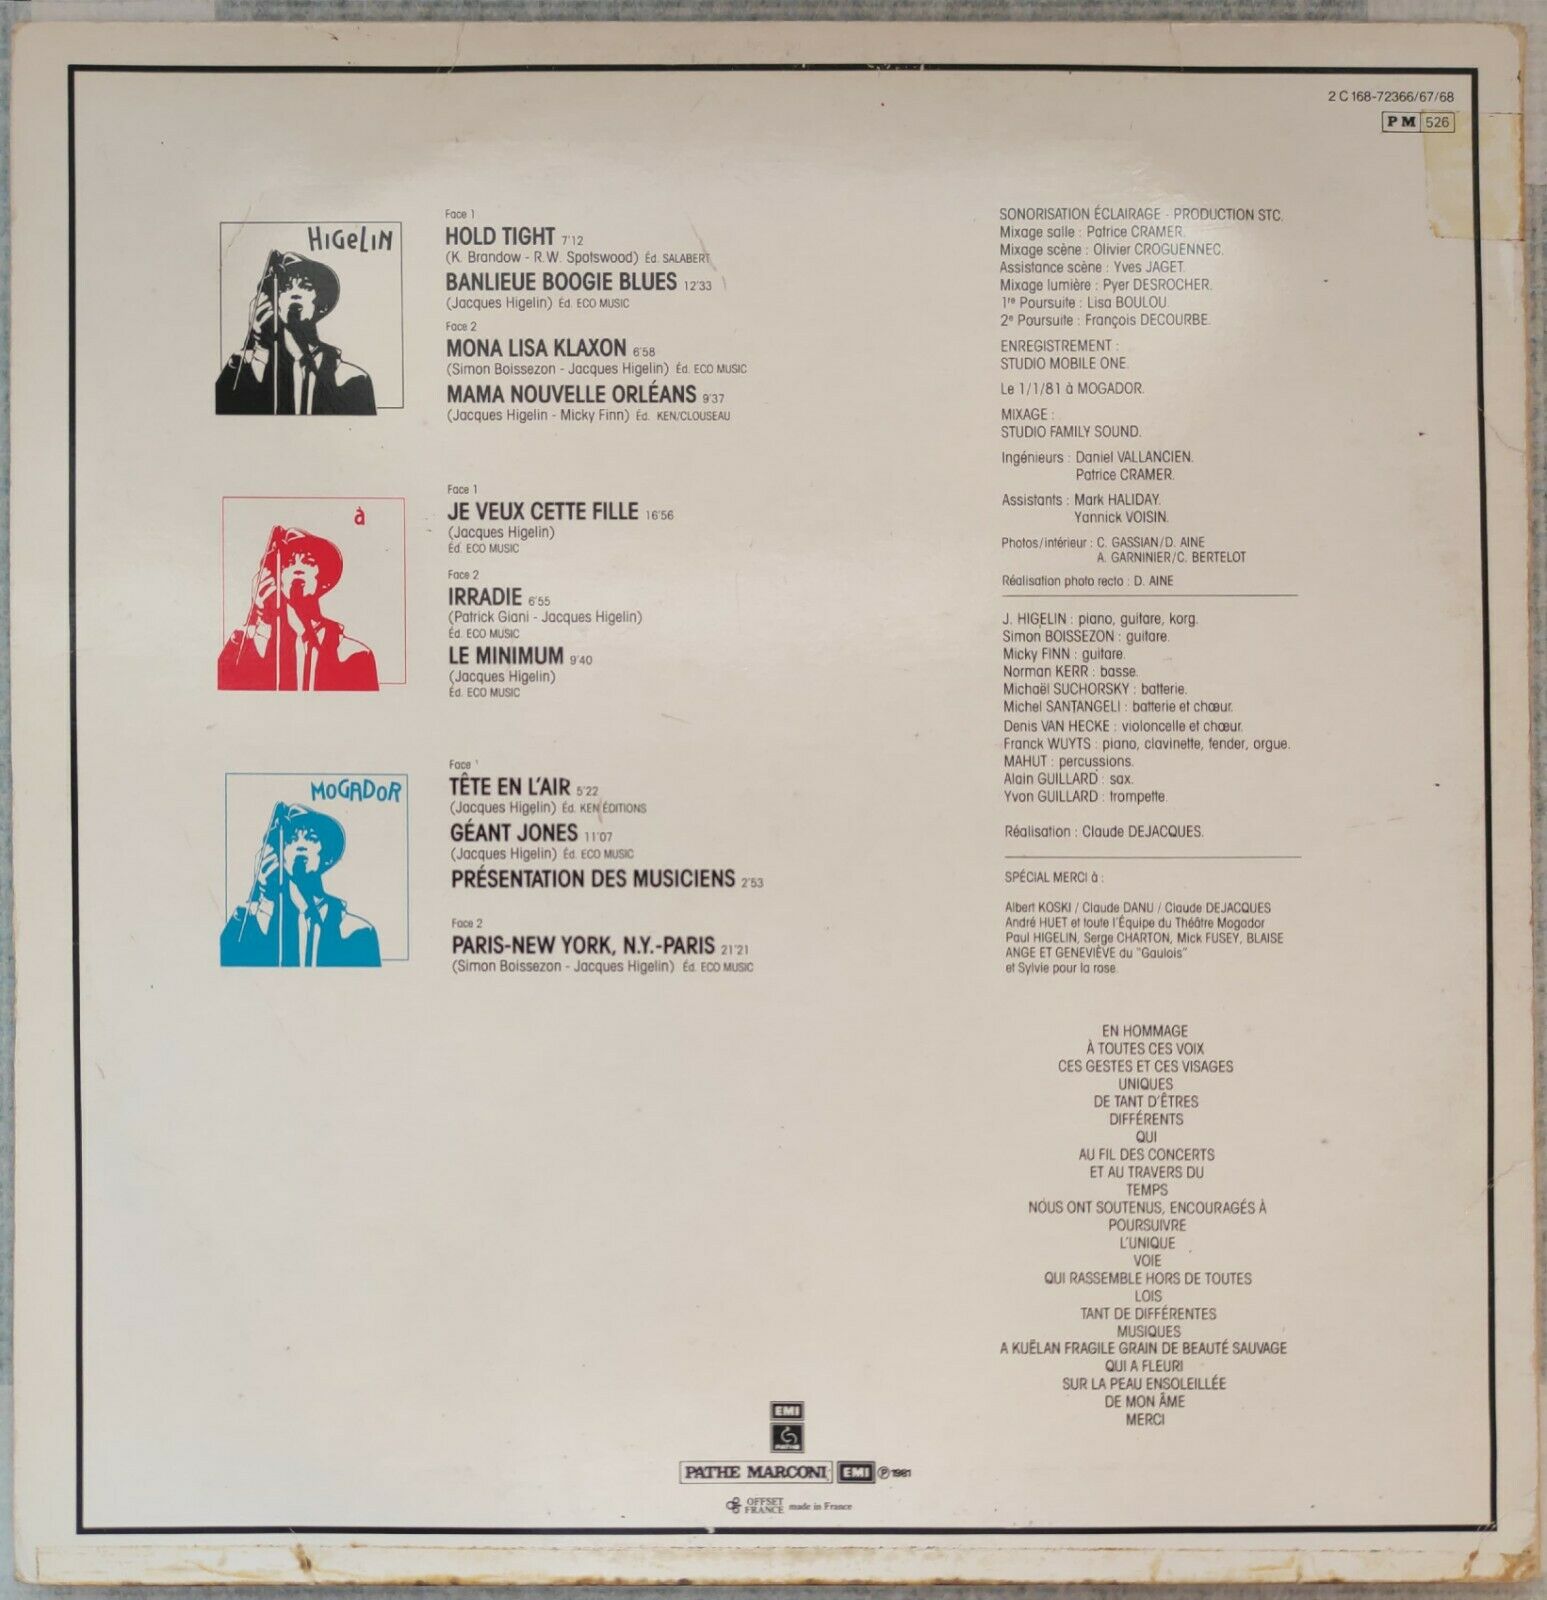 2 C 168-72366/67/68
PM 526
HiGeLiN
Face 1
HOLD TIGHT 7'12
(K. Brandow - R.W. Spotswood) Éd. SALABERT
BANLIEUE BOOGIE BLUES 12'33
(Jacques Higelin) Éd. ECO MUSIC
Face 2
MONA LISA KLAXON 6'58
(Simon Boissezon - Jacques Higelin) Éd. ECO MUSIC
MAMA NOUVELLE ORLÉANS 9'37
(Jacques Higelin - Micky Finn) Éd. KEN/CLOUSEAU
à
Face 1
JE VEUX CETTE FILLE 16'56
(Jacques Higelin)
Éd. ECO MUSIC
Face 2
IRRADIE 6'55
(Patrick Giani - Jacques Higelin)
Éd. ECO MUSIC
LE MINIMUM 9'40
(Jacques Higelin)
Éd. ECO MUSIC
MOGADOR
Face 1
TÊTE EN L'AIR 5'22
(Jacques Higelin) Éd. KEN ÉDITIONS
GÉANT JONES 11'07
(Jacques Higelin) Éd. ECO MUSIC
PRÉSENTATION DES MUSICIENS 2'53
Face 2
PARIS-NEW YORK, N.Y.-PARIS 21'21
(Simon Boissezon - Jacques Higelin) Éd. ECO MUSIC
SONORISATION ÉCLAIRAGE - PRODUCTION STC.
Mixage salle : Patrice CRAMER.
Mixage scène : Olivier CROGUENNEC.
Assistance scène : Yves JAGET.
Mixage lumière : Pyer DESROCHER.
1re Poursuite : Lisa BOULOU.
2e Poursuite : François DECOURBE.
ENREGISTREMENT :
STUDIO MOBILE ONE.
Le 1/1/81 à MOGADOR.
MIXAGE :
STUDIO FAMILY SOUND.
Ingénieurs : Daniel VALLANCIEN.
Patrice CRAMER.
Assistants : Mark HALIDAY.
Yannick VOISIN.
Photos/intérieur : C. GASSIAN/D. AINE
A. GARNINIER/C. BERTELOT
Réalisation photo recto : D. AINE
J. HIGELIN : piano, guitare, korg.
Simon BOISSEZON : guitare.
Micky FINN : guitare.
Norman KERR : basse.
Michaël SUCHORSKY : batterie.
Michel SANTANGELI : batterie et chœur.
Denis VAN HECKE : violoncelle et chœur.
Franck WUYTS : piano, clavinette, fender, orgue.
MAHUT : percussions.
Alain GUILLARD : sax.
Yvon GUILLARD : trompette.
Réalisation : Claude DEJACQUES.
SPÉCIAL MERCI à :
Albert KOSKI / Claude DANU / Claude DEJACQUES
André HUET et toute l'Équipe du Théâtre Mogador
Paul HIGELIN, Serge CHARTON, Mick FUSEY, BLAISE
ANGE ET GENEVIÈVE du "Gaulois"
et Sylvie pour la rose.
EN HOMMAGE
À TOUTES CES VOIX
CES GESTES ET CES VISAGES
UNIQUES
DE TANT D'ÊTRES
DIFFÉRENTS
QUI
AU FIL DES CONCERTS
ET AU TRAVERS DU
TEMPS
NOUS ONT SOUTENUS, ENCOURAGÉS À
POURSUIVRE
L'UNIQUE
VOIE
QUI RASSEMBLE HORS DE TOUTES
LOIS
TANT DE DIFFÉRENTES
MUSIQUES
A KUËLAN FRAGILE GRAIN DE BEAUTÉ SAUVAGE
QUI A FLEURI
SUR LA PEAU ENSOLEILLÉE
DE MON ÂME
MERCI
EMI
PATHE
PATHE MARCONI EMI ℗ 1981
OFFSET FRANCE made in France